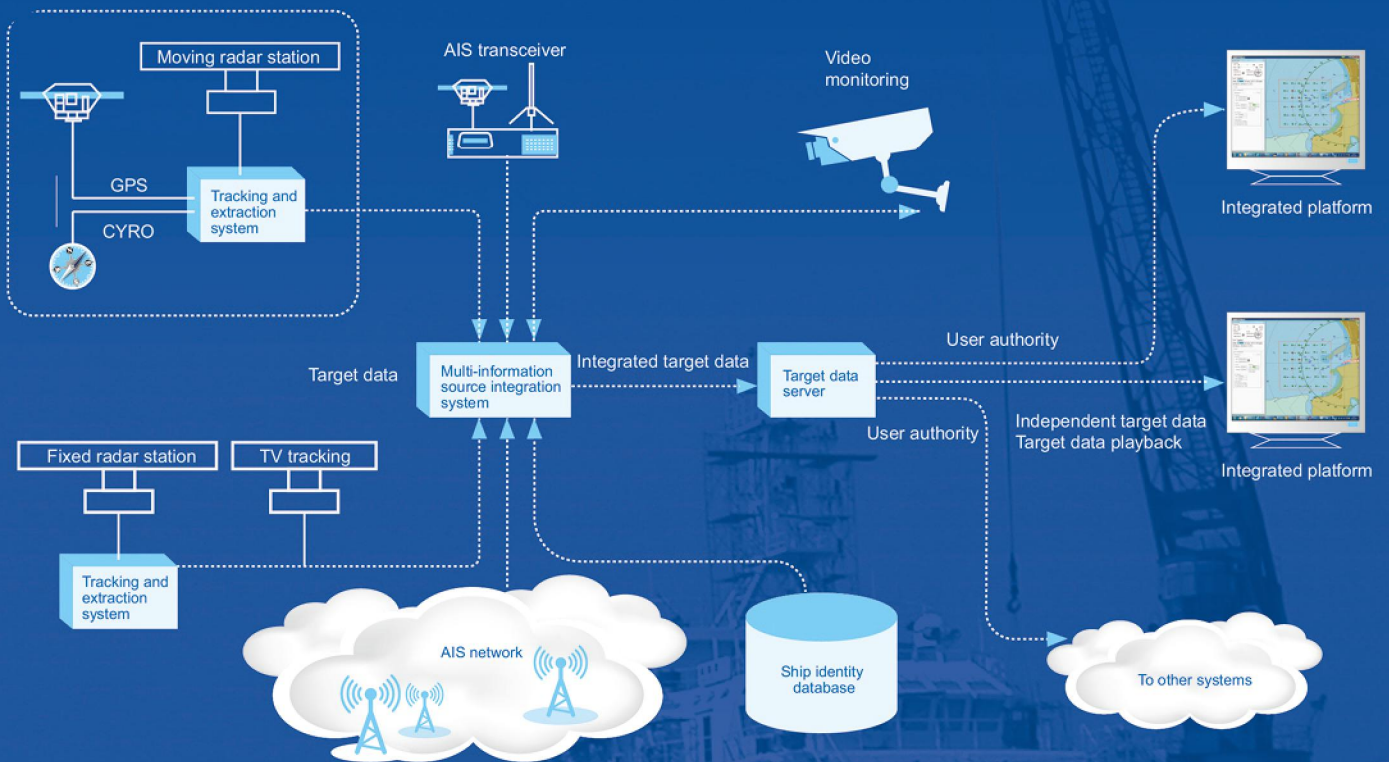 Moving radar station
AIS transceiver
Video
monitoring
GPS
CYRO
Tracking and
extraction
system
Integrated platform
Target data
Multi-information
source integration
system
Integrated target data
Target data
server
User authority
User authority
Independent target data
Target data playback
Integrated platform
Fixed radar station
TV tracking
Tracking and
extraction
system
AIS network
Ship identity
database
To other systems